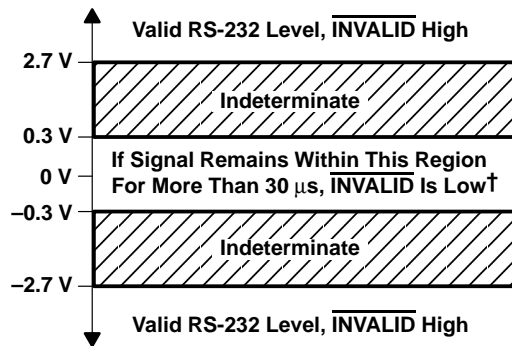 Valid RS-232 Level, INVALID High
2.7 V
Indeterminate
0.3 V
If Signal Remains Within This Region
0 V
For More Than 30 μs, INVALID Is Low†
–0.3 V
Indeterminate
–2.7 V
Valid RS-232 Level, INVALID High